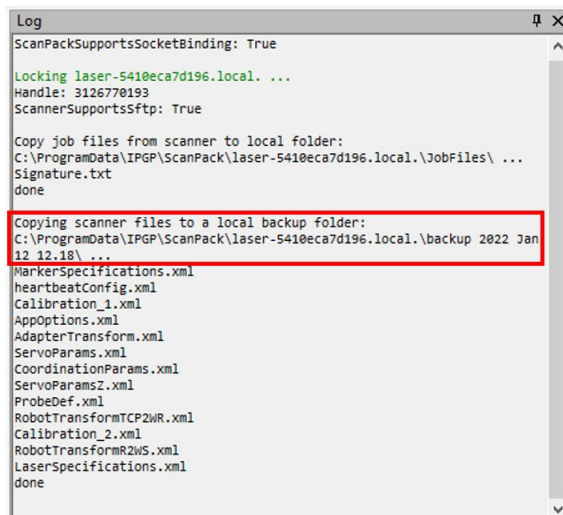 Log
ScanPackSupportsSocketBinding: True
Locking laser-5410eca7d196.local. ...
Handle: 3126770193
ScannerSupportsSftp: True
Copy job files from scanner to local folder:
C:\ProgramData\IPGP\ScanPack\laser-5410eca7d196.local.\JobFiles\ ...
Signature.txt
done
Copying scanner files to a local backup folder:
C:\ProgramData\IPGP\ScanPack\laser-5410eca7d196.local.\backup 2022 Jan
12 12.18\ ...
MarkerSpecifications.xml
heartbeatConfig.xml
Calibration_1.xml
AppOptions.xml
AdapterTransform.xml
ServoParams.xml
CoordinationParams.xml
ServoParamsZ.xml
ProbeDef.xml
RobotTransformTCP2WR.xml
Calibration_2.xml
RobotTransformR2WS.xml
LaserSpecifications.xml
done